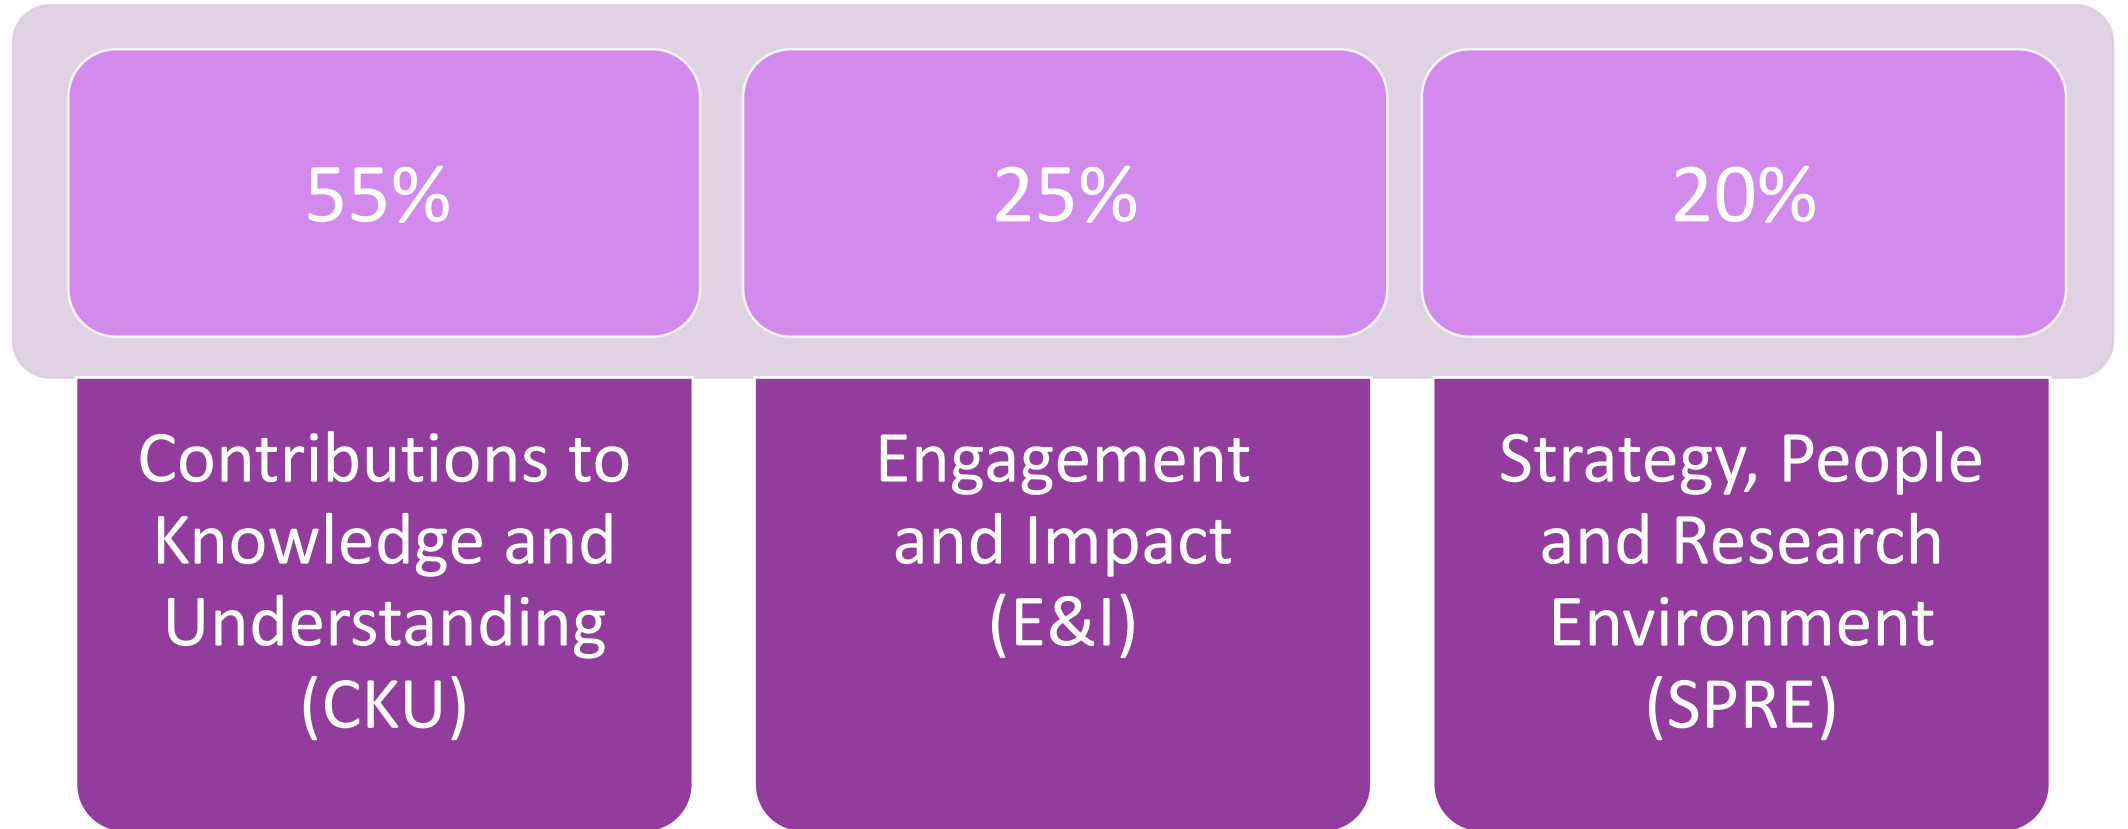 55%
25%
20%
Contributions to
Knowledge and
Understanding
(CKU)
Engagement
and Impact
(E&I)
Strategy, People
and Research
Environment
(SPRE)